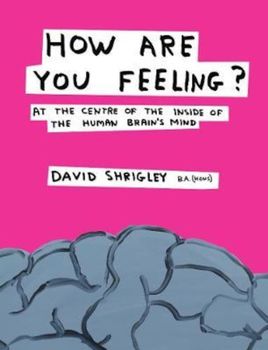 HOW ARE
YOU FEELING?
AT THE CENTRE OF THE INSIDE OF
THE HUMAN BRAIN'S MIND
DAVID SHRIGLEY B.A. (HONS)